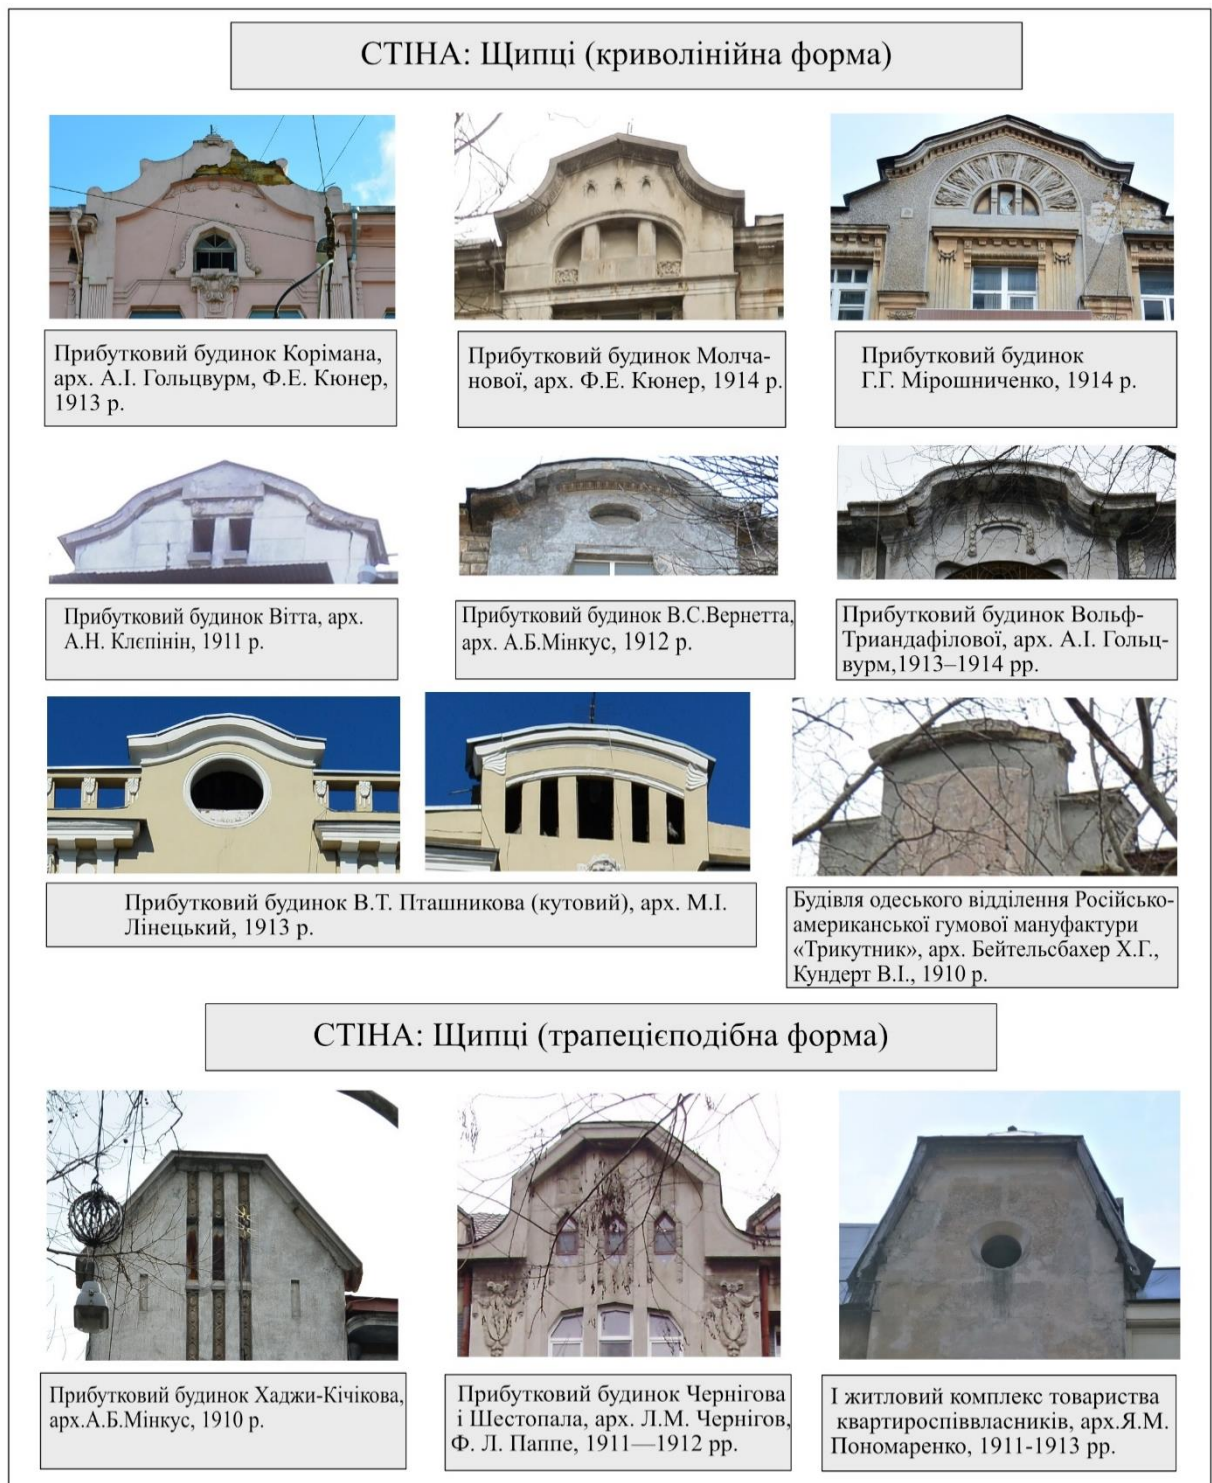 СТІНА: Щипці (криволінійна форма)
Прибутковий будинок Корімана,
арх. А.І. Гольцвурм, Ф.Е. Кюнер,
1913 р.
Прибутковий будинок Молча-
нової, арх. Ф.Е. Кюнер, 1914 р.
Прибутковий будинок
Г.Г. Мірошниченко, 1914 р.
Прибутковий будинок Вітта, арх.
А.Н. Клєпінін, 1911 р.
Прибутковий будинок В.С.Вернетта,
арх. А.Б.Мінкус, 1912 р.
Прибутковий будинок Вольф-
Триандафілової, арх. А.І. Гольц-
вурм,1913–1914 рр.
Прибутковий будинок В.Т. Пташникова (кутовий), арх. М.І.
Лінецький, 1913 р.
Будівля одеського відділення Російсько-
американської гумової мануфактури
«Трикутник», арх. Бейтельсбахер Х.Г.,
Кундерт В.І., 1910 р.
СТІНА: Щипці (трапецієподібна форма)
Прибутковий будинок Хаджи-Кічікова,
арх.А.Б.Мінкус, 1910 р.
Прибутковий будинок Чернігова
і Шестопала, арх. Л.М. Чернігов,
Ф. Л. Паппе, 1911—1912 рр.
І житловий комплекс товариства
квартироспіввласників, арх.Я.М.
Пономаренко, 1911-1913 рр.